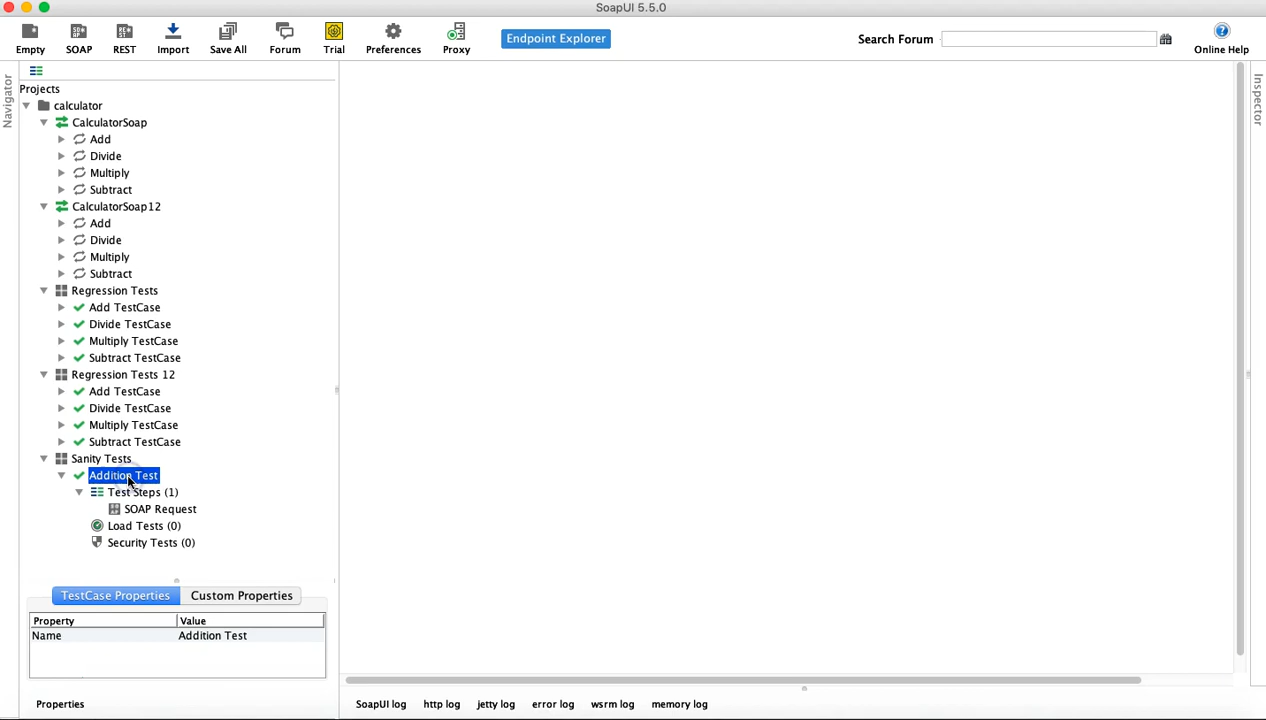 SoapUI 5.5.0
Empty SOAP REST Import Save All Forum Trial Preferences Proxy Endpoint Explorer Search Forum Online Help
Navigator
Inspector
Projects
calculator
CalculatorSoap
Add
Divide
Multiply
Subtract
CalculatorSoap12
Add
Divide
Multiply
Subtract
Regression Tests
Add TestCase
Divide TestCase
Multiply TestCase
Subtract TestCase
Regression Tests 12
Add TestCase
Divide TestCase
Multiply TestCase
Subtract TestCase
Sanity Tests
Addition Test
Test Steps (1)
SOAP Request
Load Tests (0)
Security Tests (0)
TestCase Properties Custom Properties
Property Value
Name Addition Test
Properties SoapUI log http log jetty log error log wsrm log memory log